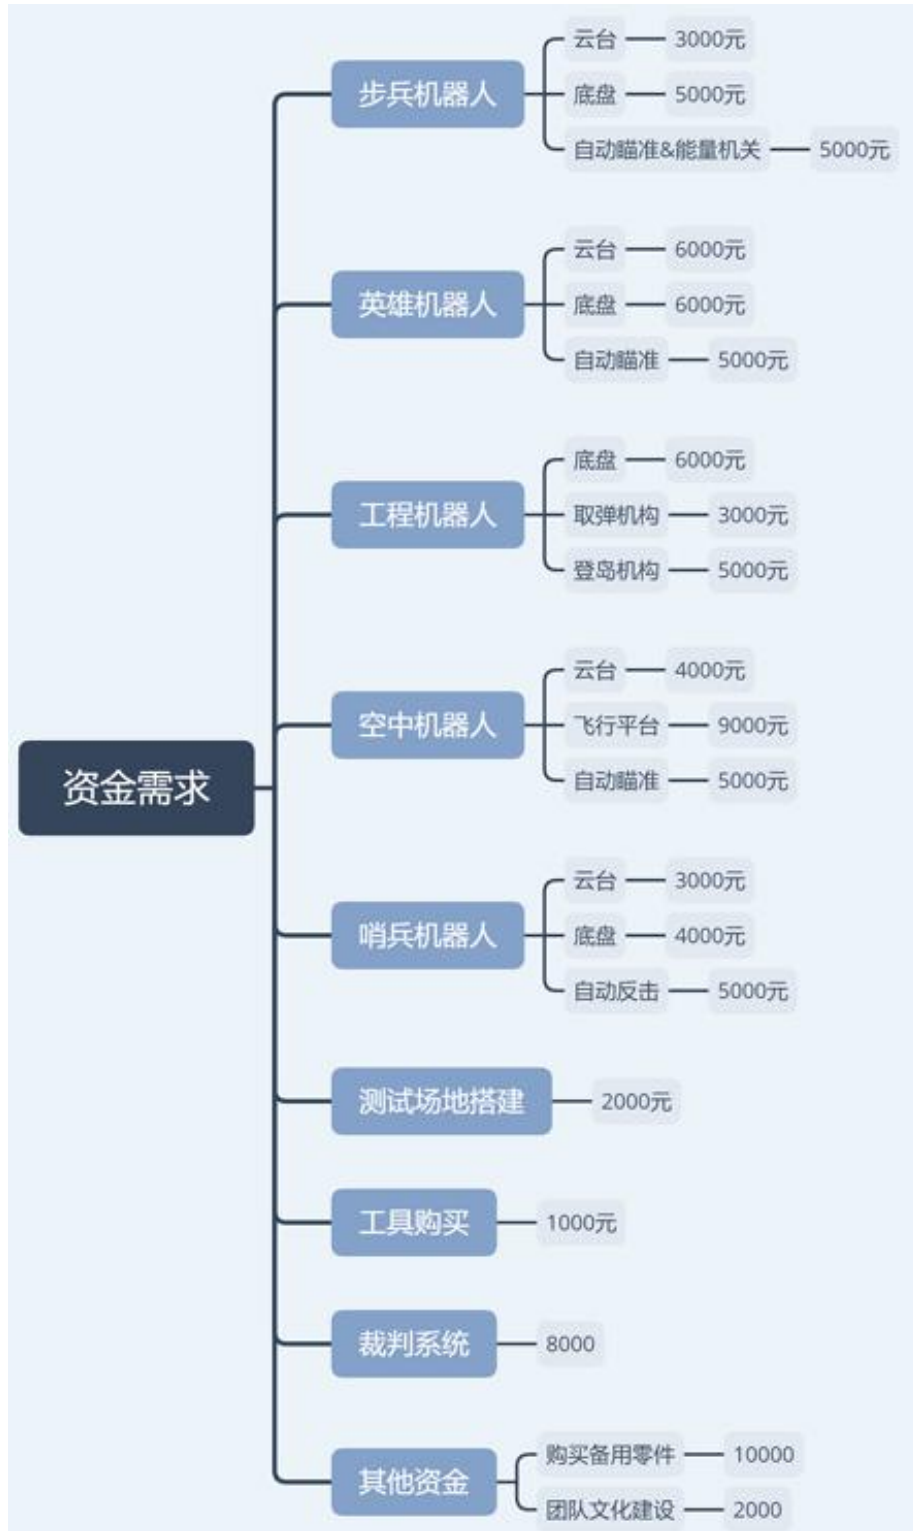 资金需求
步兵机器人
云台 3000元
底盘 5000元
自动瞄准&能量机关 5000元
英雄机器人
云台 6000元
底盘 6000元
自动瞄准 5000元
工程机器人
底盘 6000元
取弹机构 3000元
登岛机构 5000元
空中机器人
云台 4000元
飞行平台 9000元
自动瞄准 5000元
哨兵机器人
云台 3000元
底盘 4000元
自动反击 5000元
测试场地搭建 2000元
工具购买 1000元
裁判系统 8000
其他资金
购买备用零件 10000
团队文化建设 2000